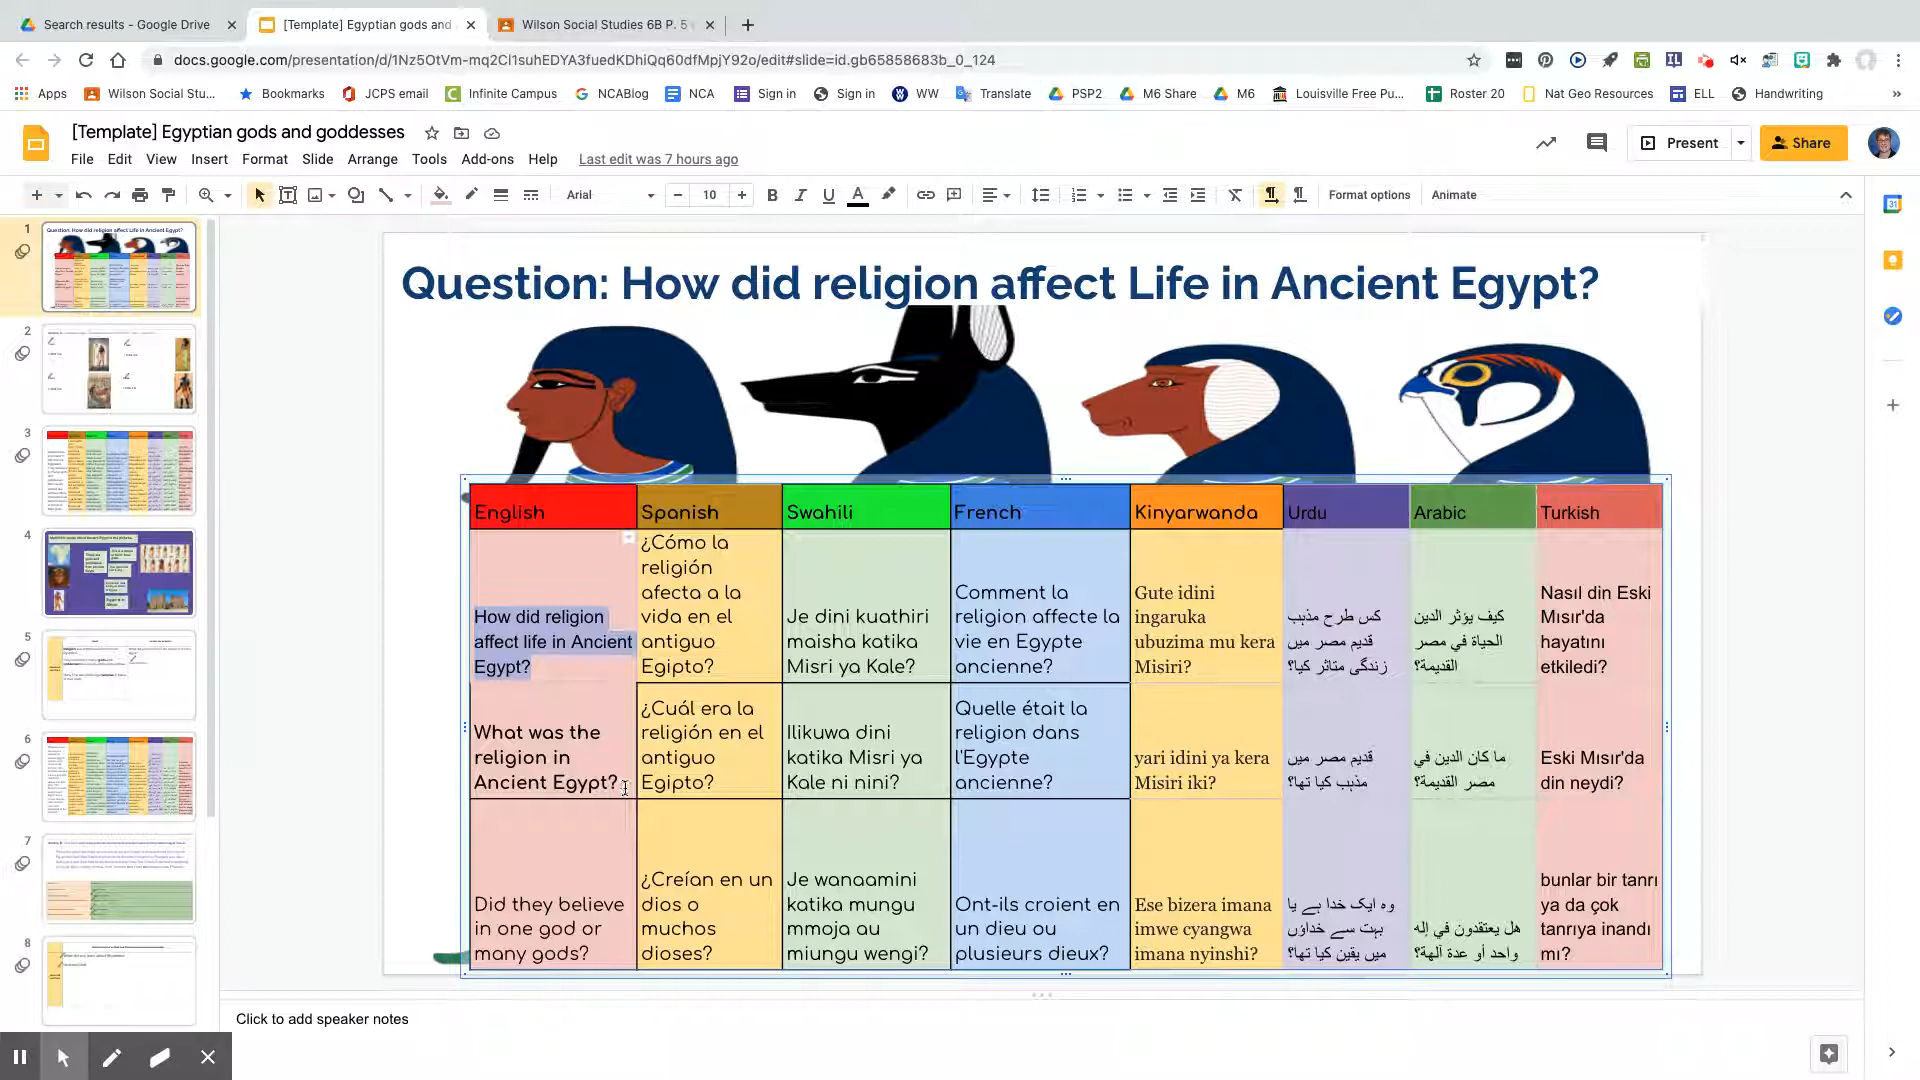 Search results - Google Drive
[Template] Egyptian gods and
Wilson Social Studies 6B P. 5
docs.google.com/presentation/d/1Nz5OtVm-mq2Cl1suhEDYA3fuedKDhiQq60dfMpjY92o/edit#slide=id.gb65858683b_0_124
Apps
Wilson Social Stu...
Bookmarks
JCPS email
Infinite Campus
NCABlog
NCA
Sign in
Sign in
WW
Translate
PSP2
M6 Share
M6
Louisville Free Pu...
Roster 20
Nat Geo Resources
ELL
Handwriting
[Template] Egyptian gods and goddesses
File Edit View Insert Format Slide Arrange Tools Add-ons Help Last edit was 7 hours ago
Present
Share
Arial
10
Format options
Animate
1
2
3
4
5
6
7
8
Question: How did religion affect Life in Ancient Egypt?
English
Spanish
Swahili
French
Kinyarwanda
Urdu
Arabic
Turkish
How did religion
affect life in Ancient
Egypt?
¿Cómo la
religión
afecta a la
vida en el
antiguo
Egipto?
Je dini kuathiri
maisha katika
Misri ya Kale?
Comment la
religion affecte la
vie en Egypte
ancienne?
Gute idini
ingaruka
ubuzima mu kera
Misiri?
کس طرح مذہب
قدیم مصر میں
زندگی متاثر کیا؟
كيف يؤثر الدين
الحياة في مصر
القديمة؟
Nasıl din Eski
Mısır'da
hayatını
etkiledi?
What was the
religion in
Ancient Egypt?
¿Cuál era la
religión en el
antiguo
Egipto?
Ilikuwa dini
katika Misri ya
Kale ni nini?
Quelle était la
religion dans
l'Egypte
ancienne?
yari idini ya kera
Misiri iki?
قدیم مصر میں
مذہب کیا تھا؟
ما كان الدين في
مصر القديمة؟
Eski Mısır'da
din neydi?
Did they believe
in one god or
many gods?
¿Creían en un
dios o
muchos
dioses?
Je wanaamini
katika mungu
mmoja au
miungu wengi?
Ont-ils croient en
un dieu ou
plusieurs dieux?
Ese bizera imana
imwe cyangwa
imana nyinshi?
وہ ایک خدا ہے یا
بہت سے خداؤں
میں یقین کیا تھا؟
هل يعتقدون في إله
واحد أو عدة آلهة؟
bunlar bir tanrı
ya da çok
tanrıya inandı
mı?
Click to add speaker notes